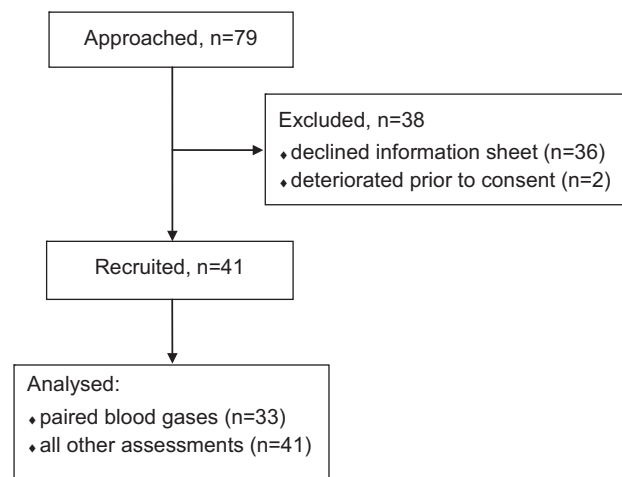 Approached, n=79
Excluded, n=38
⬧ declined information sheet (n=36)
⬧ deteriorated prior to consent (n=2)
Recruited, n=41
Analysed:
⬧ paired blood gases (n=33)
⬧ all other assessments (n=41)